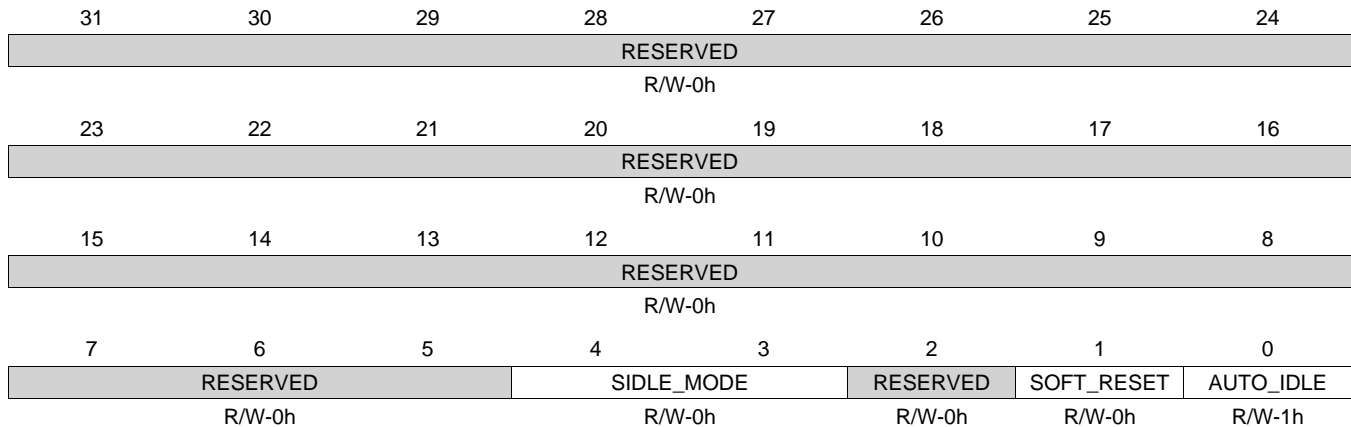 31 30 29 28 27 26 25 24
RESERVED
R/W-0h
23 22 21 20 19 18 17 16
RESERVED
R/W-0h
15 14 13 12 11 10 9 8
RESERVED
R/W-0h
7 6 5 4 3 2 1 0
RESERVED SIDLE_MODE RESERVED SOFT_RESET AUTO_IDLE
R/W-0h R/W-0h R/W-0h R/W-0h R/W-1h